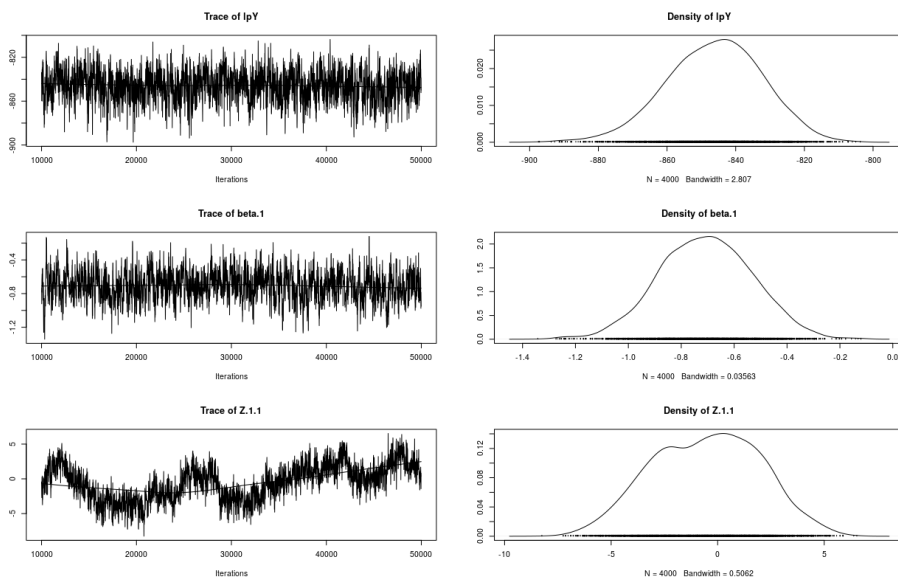 Trace of lpY
-820
-860
-900
10000 20000 30000 40000 50000
Iterations
Density of lpY
0.020
0.010
0.000
-900 -880 -860 -840 -820 -800
N = 4000 Bandwidth = 2.807
Trace of beta.1
-0.4
-0.8
-1.2
10000 20000 30000 40000 50000
Iterations
Density of beta.1
2.0
1.5
1.0
0.5
0.0
-1.4 -1.2 -1.0 -0.8 -0.6 -0.4 -0.2 0.0
N = 4000 Bandwidth = 0.03563
Trace of Z.1.1
5
0
-5
10000 20000 30000 40000 50000
Iterations
Density of Z.1.1
0.12
0.08
0.04
0.00
-10 -5 0 5
N = 4000 Bandwidth = 0.5062